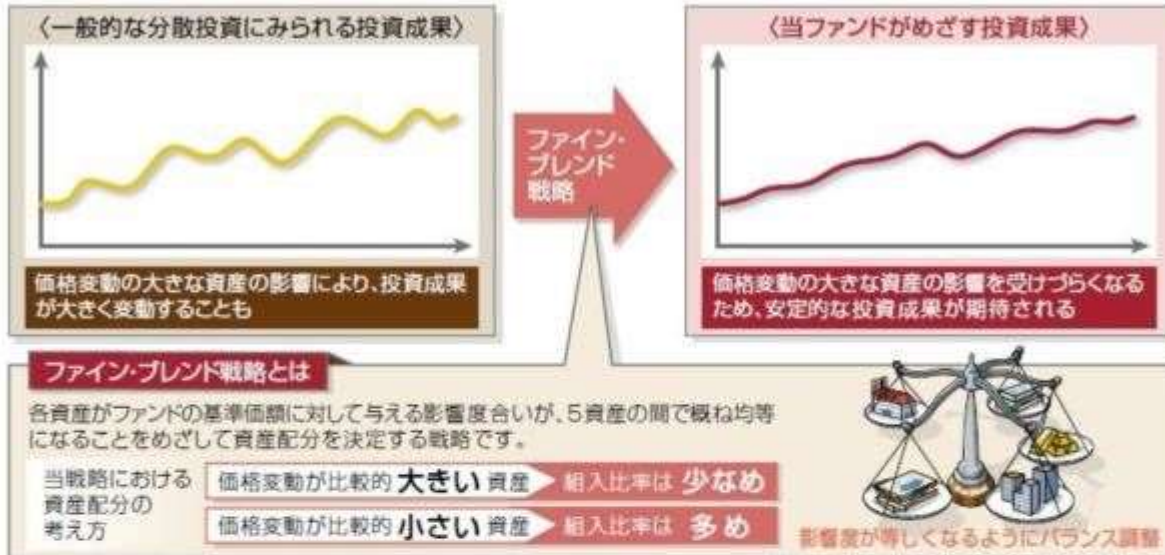 〈一般的な分散投資にみられる投資成果〉
価格変動の大きな資産の影響により、投資成果
が大きく変動することも
ファイン・
ブレンド
戦略
〈当ファンドがめざす投資成果〉
価格変動の大きな資産の影響を受けづらくなる
ため、安定的な投資成果が期待される
ファイン・ブレンド戦略とは
各資産がファンドの基準価額に対して与える影響度合いが、5資産の間で概ね均等
になることをめざして資産配分を決定する戦略です。
当戦略における
資産配分の
考え方
価格変動が比較的 大きい 資産 組入比率は 少なめ
価格変動が比較的 小さい 資産 組入比率は 多め
影響度が等しくなるようにバランス調整